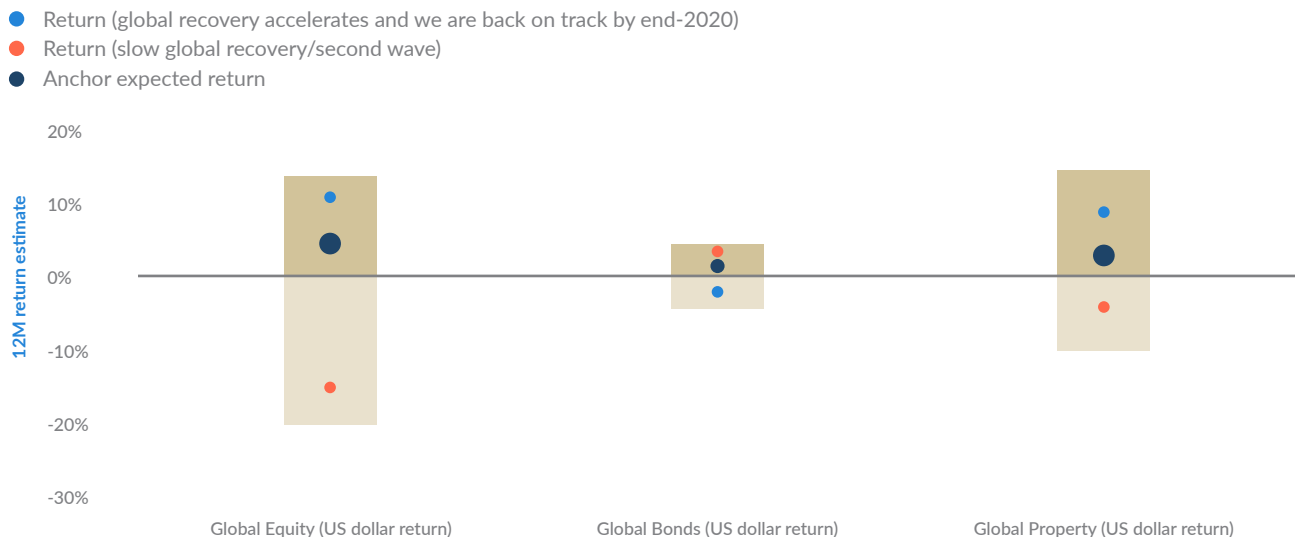 Return (global recovery accelerates and we are back on track by end-2020)
Return (slow global recovery/second wave)
Anchor expected return
20%
10%
0%
-10%
-20%
-30%
12M return estimate
Global Equity (US dollar return)
Global Bonds (US dollar return)
Global Property (US dollar return)